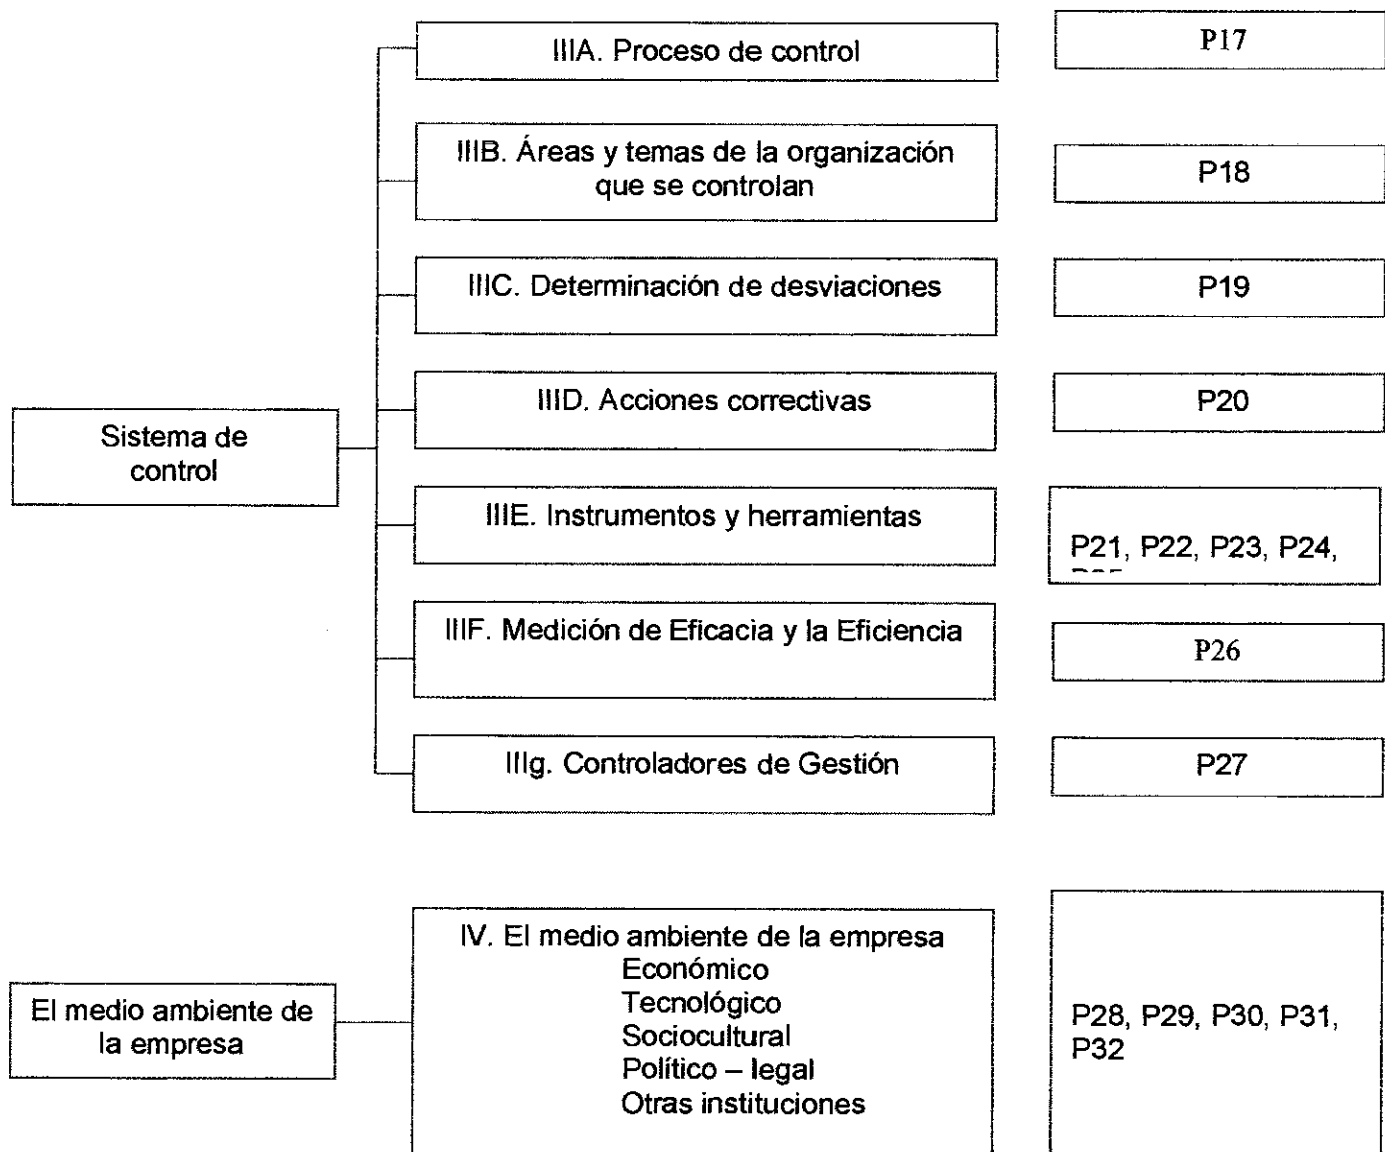 IIIA. Proceso de control
P17
IIIB. Áreas y temas de la organización
que se controlan
P18
IIIC. Determinación de desviaciones
P19
IIID. Acciones correctivas
P20
Sistema de
control
IIIE. Instrumentos y herramientas
P21, P22, P23, P24,
IIIF. Medición de Eficacia y la Eficiencia
P26
IIIg. Controladores de Gestión
P27
El medio ambiente de
la empresa
IV. El medio ambiente de la empresa
Económico
Tecnológico
Sociocultural
Político – legal
Otras instituciones
P28, P29, P30, P31,
P32